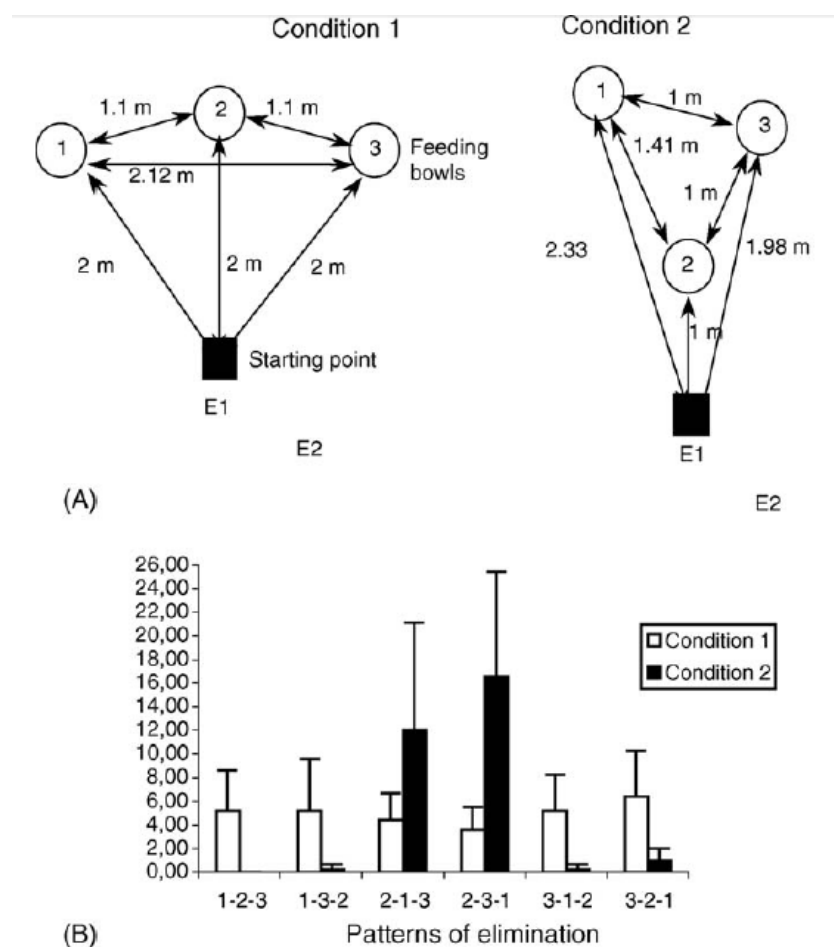 Condition 1
Condition 2
1.1 m
2
1.1 m
1
3
Feeding
bowls
2.12 m
2 m
2 m
2 m
Starting point
E1
E2
1
1 m
3
1.41 m
1 m
2.33
2
1.98 m
1 m
E1
E2
(A)
26,00
24,00
22,00
20,00
18,00
16,00
14,00
12,00
10,00
8,00
6,00
4,00
2,00
0,00
Condition 1
Condition 2
1-2-3 1-3-2 2-1-3 2-3-1 3-1-2 3-2-1
(B)
Patterns of elimination